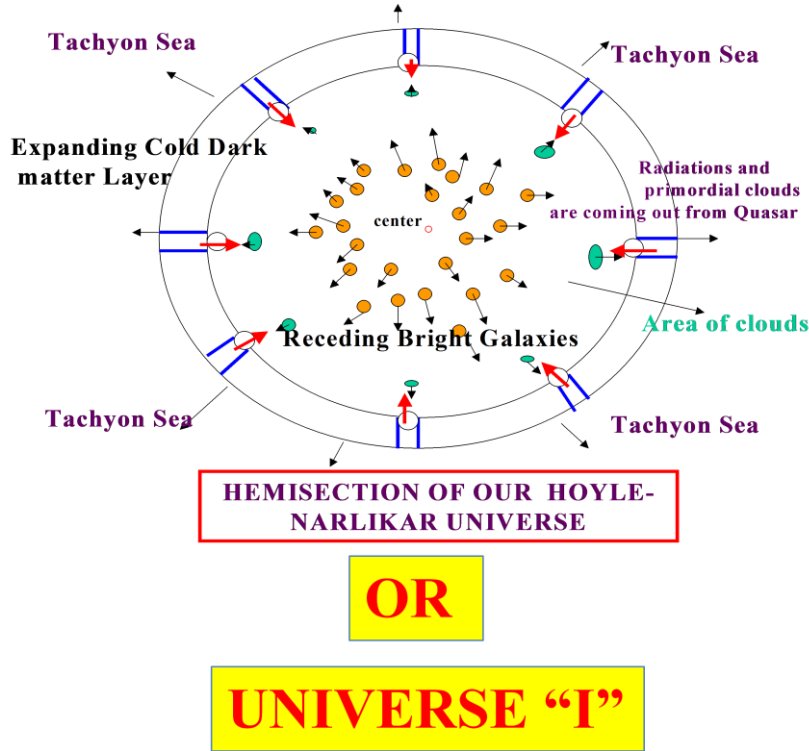 Tachyon Sea
Tachyon Sea
Expanding Cold Dark
matter Layer
Radiations and
primordial clouds
are coming out from Quasar
center
Area of clouds
Receding Bright Galaxies
Tachyon Sea
Tachyon Sea
HEMISECTION OF OUR HOYLE-
NARLIKAR UNIVERSE
OR
UNIVERSE “I”